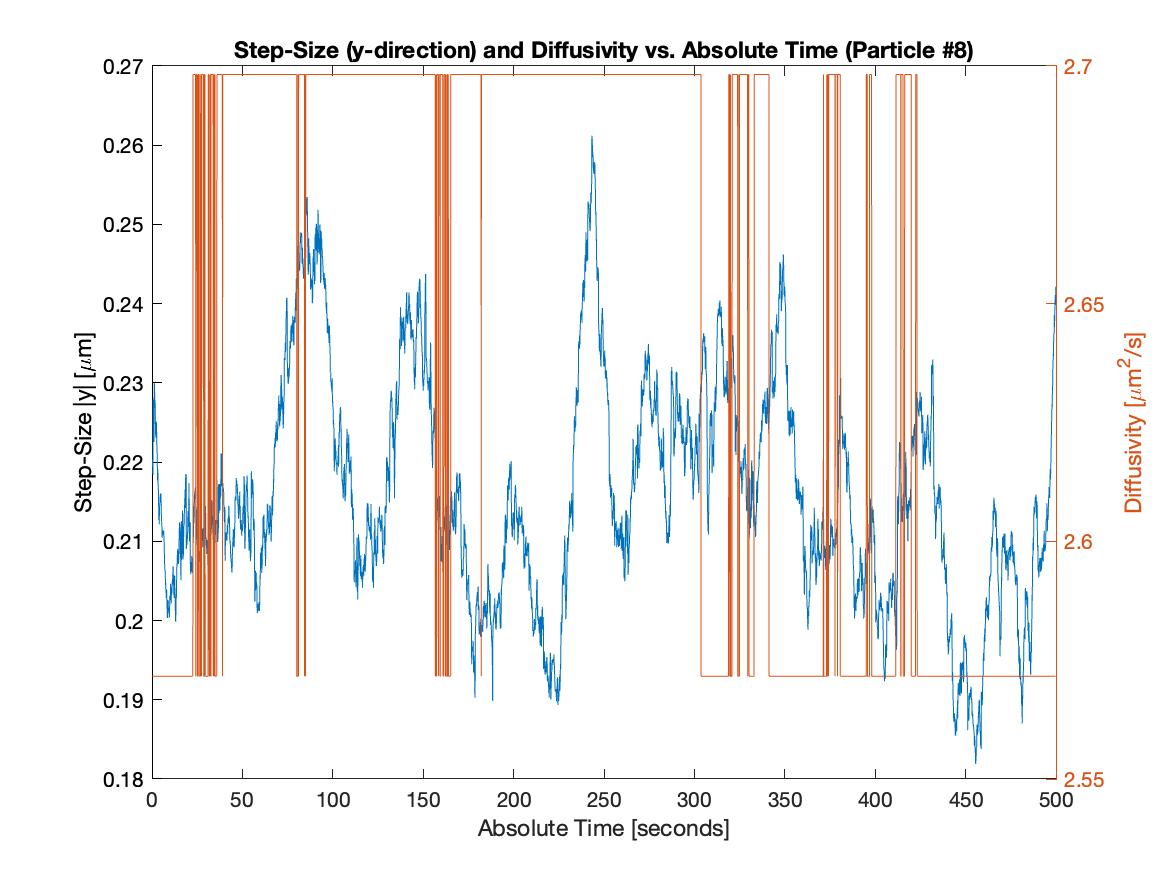 Step-Size (y-direction) and Diffusivity vs. Absolute Time (Particle #8)
0.27
0.26
0.25
0.24
0.23
0.22
0.21
0.2
0.19
0.18
Step-Size |y| [μm]
2.7
2.65
2.6
2.55
Diffusivity [μm²/s]
0 50 100 150 200 250 300 350 400 450 500
Absolute Time [seconds]